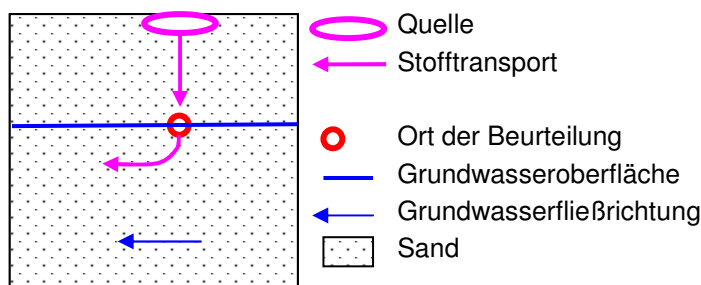 Quelle
Stofftransport
Ort der Beurteilung
Grundwasseroberfläche
Grundwasserfließrichtung
Sand